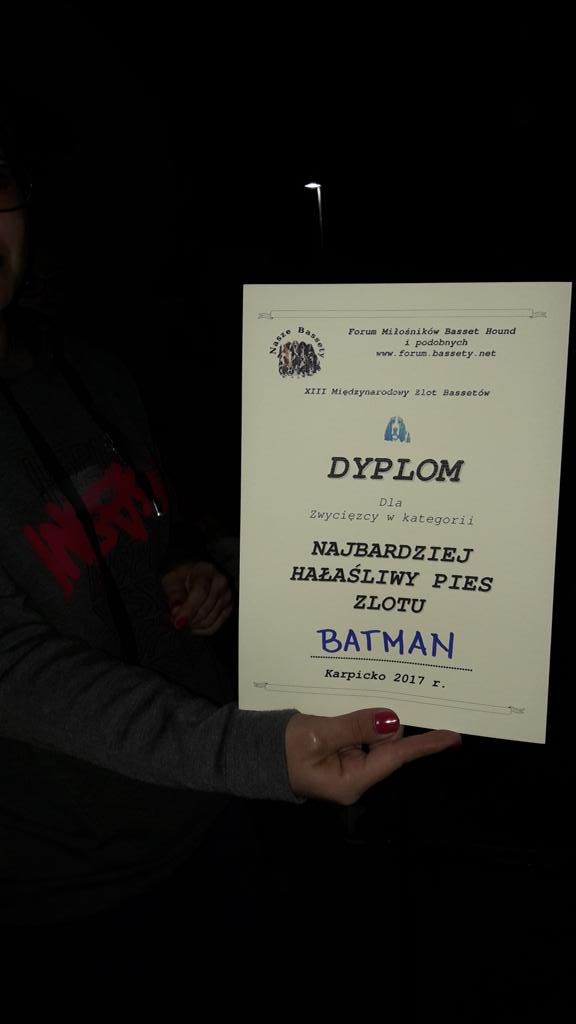 Nasze Bassety
Forum Miłośników Basset Hound
i podobnych
www.forum.bassety.net
XIII Międzynarodowy Zlot Bassetów
DYPLOM
Dla
Zwycięzcy w kategorii
NAJBARDZIEJ
HAŁAŚLIWY PIES
ZLOTU
BATMAN
Karpicko 2017 r.